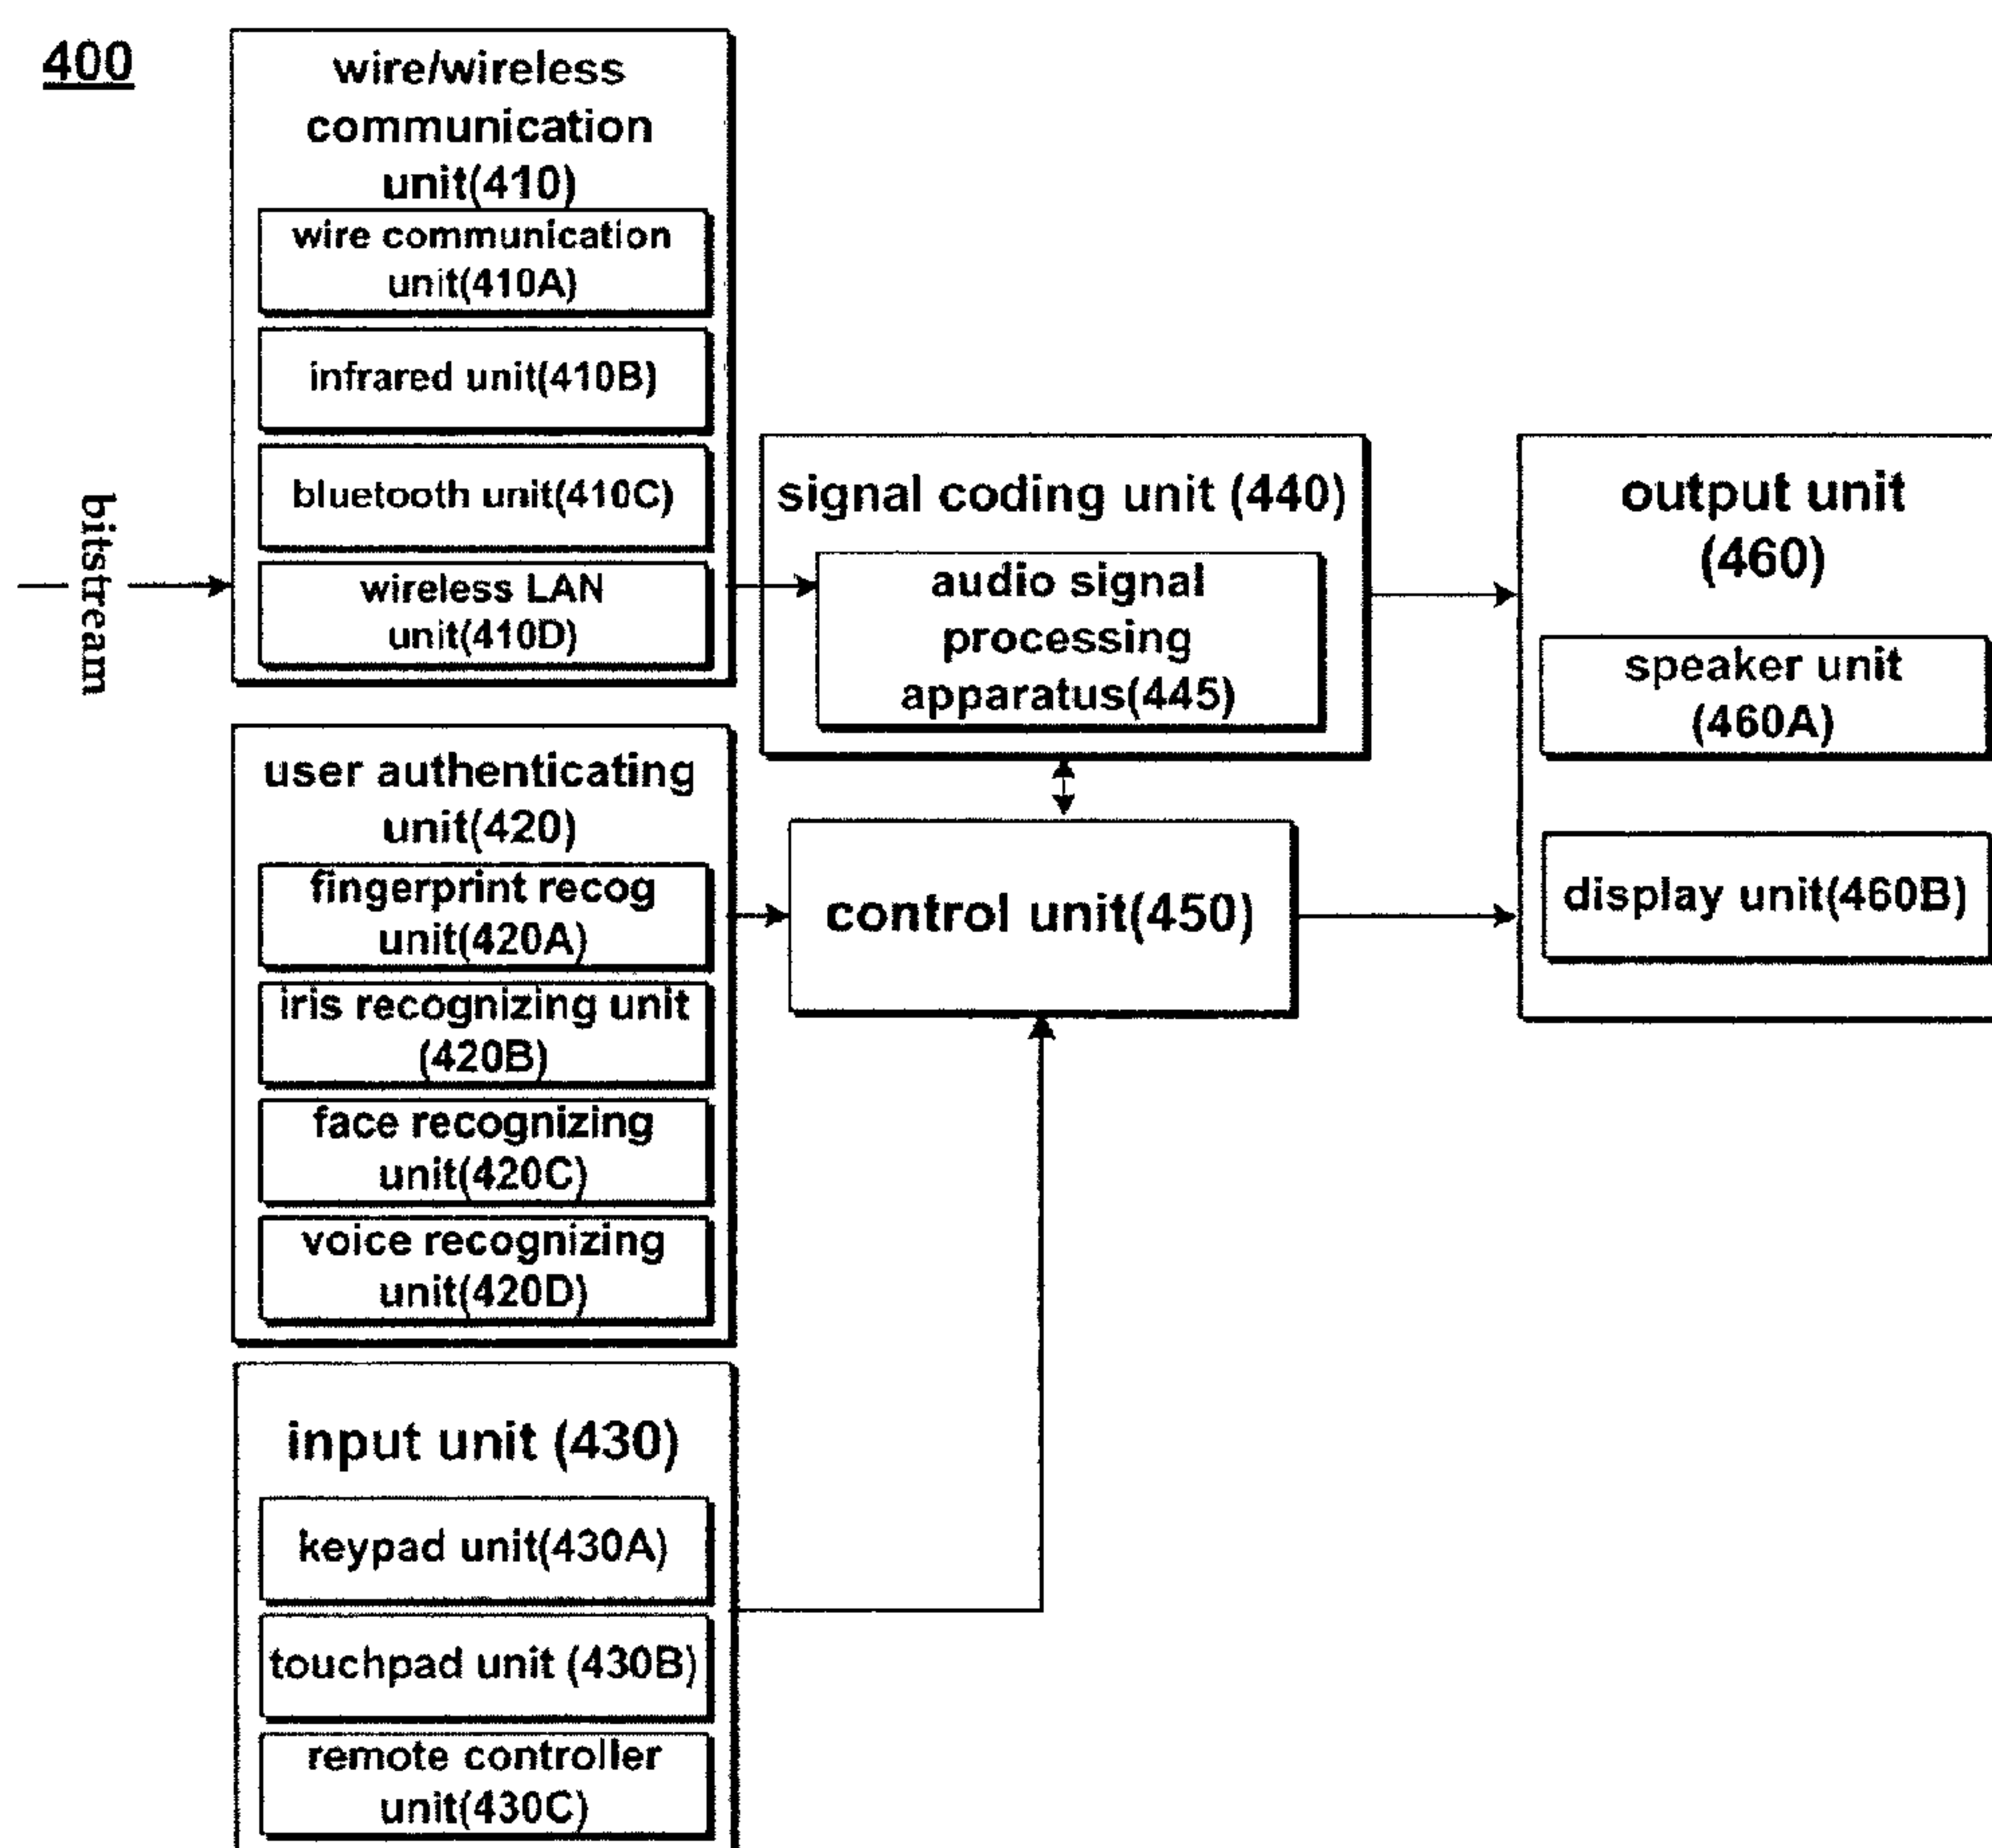 400
wire/wireless
communication
unit(410)
wire communication
unit(410A)
infrared unit(410B)
bluetooth unit(410C)
wireless LAN
unit(410D)
bitstream
signal coding unit (440)
audio signal
processing
apparatus(445)
output unit
(460)
speaker unit
(460A)
display unit(460B)
user authenticating
unit(420)
fingerprint recog
unit(420A)
iris recognizing unit
(420B)
face recognizing
unit(420C)
voice recognizing
unit(420D)
control unit(450)
input unit (430)
keypad unit(430A)
touchpad unit (430B)
remote controller
unit(430C)